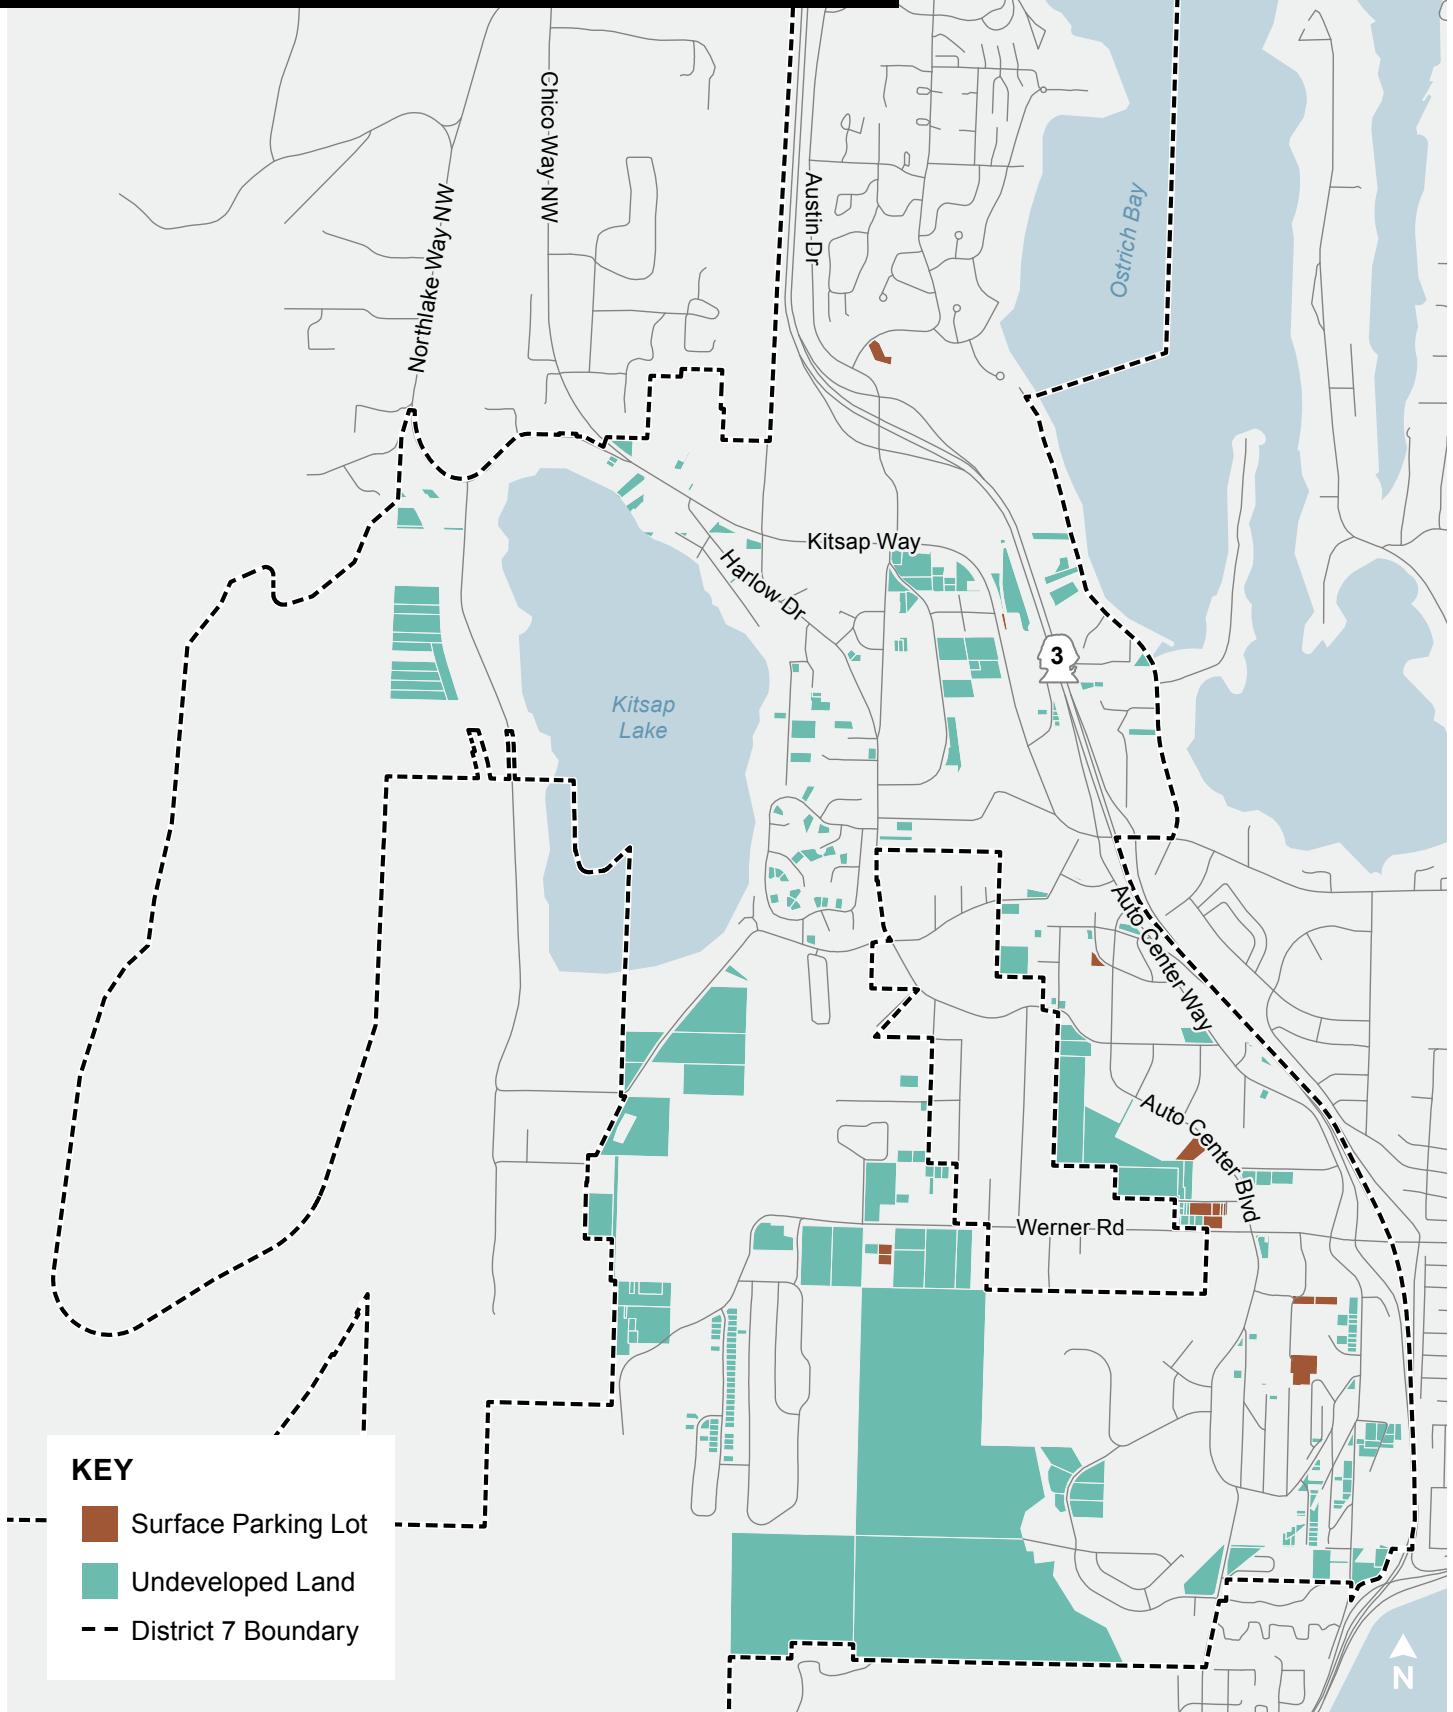 Chico Way NW
Austin Dr
Northlake Way NW
Ostrich Bay
Kitsap Way
Harlow Dr
3
Kitsap
Lake
Auto Center Way
Auto Center Blvd
Werner Rd
KEY
Surface Parking Lot
Undeveloped Land
District 7 Boundary
N